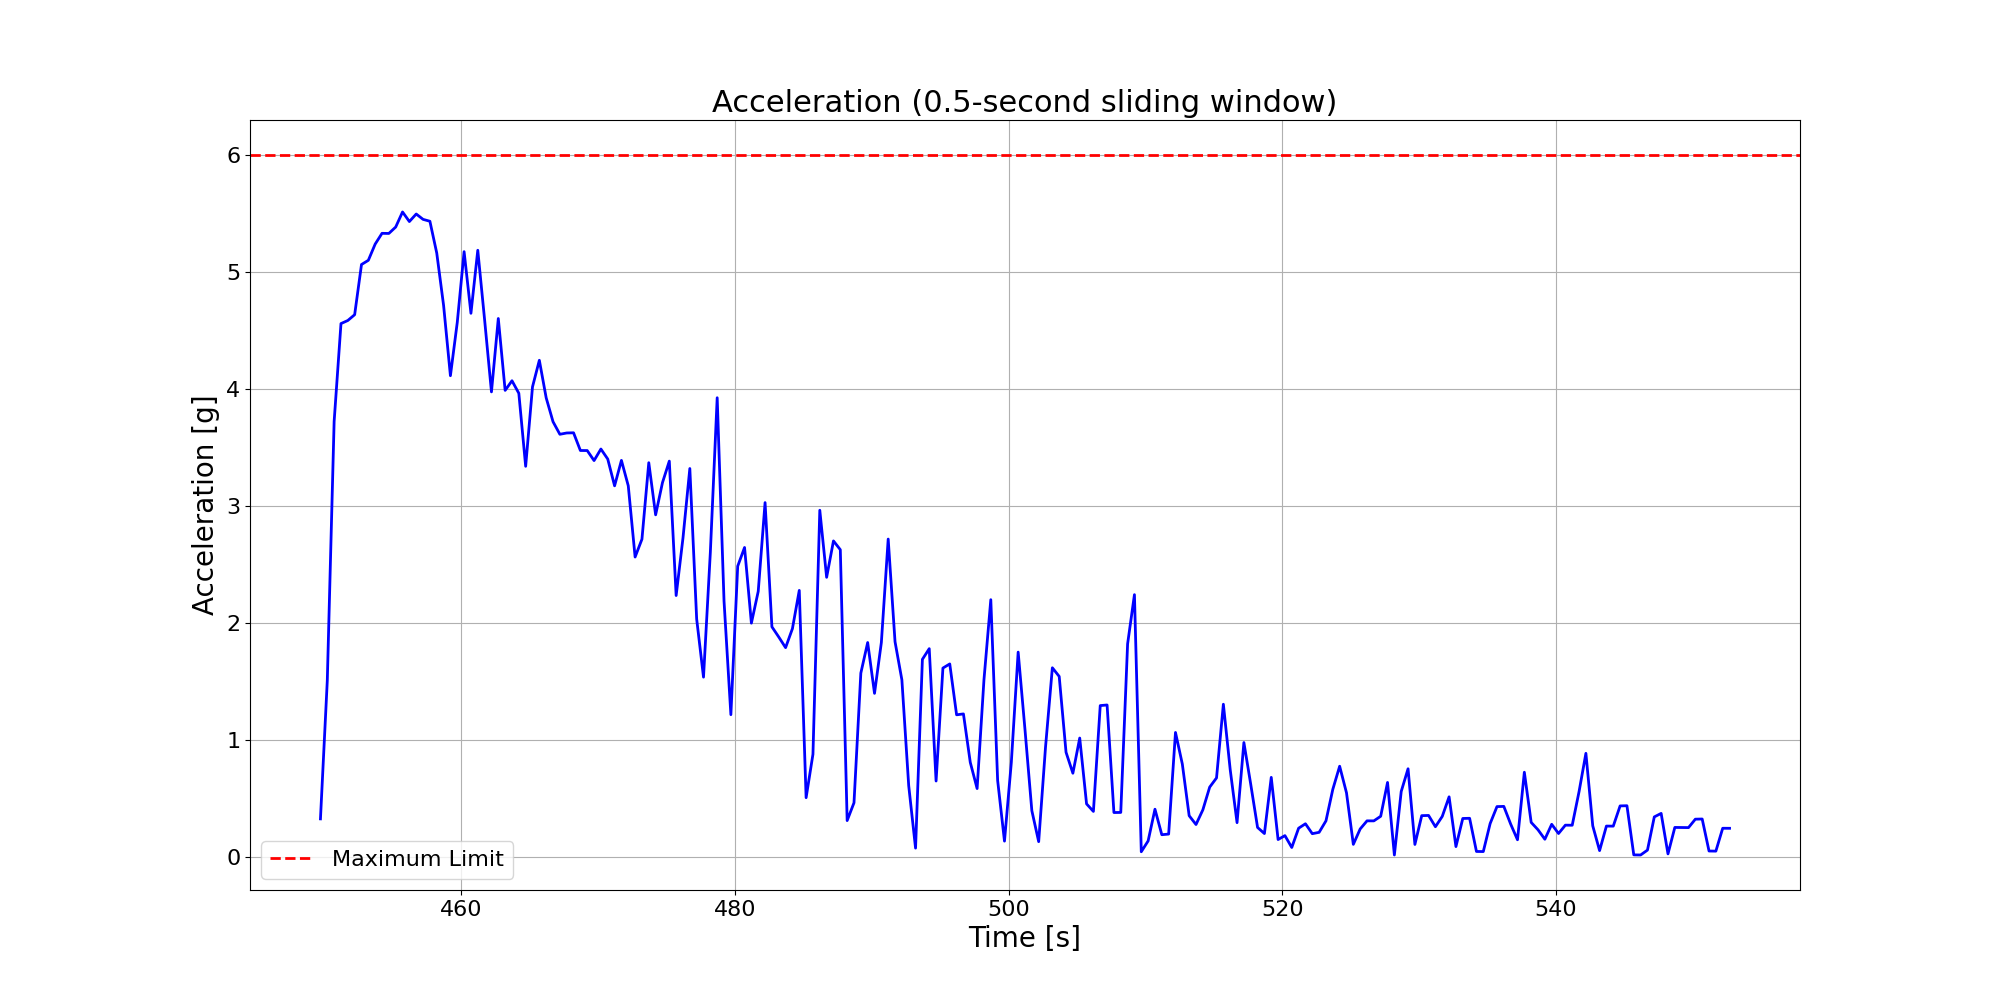 Acceleration (0.5-second sliding window)
Acceleration [g]
6
5
4
3
2
1
0
Maximum Limit
460 480 500 520 540
Time [s]